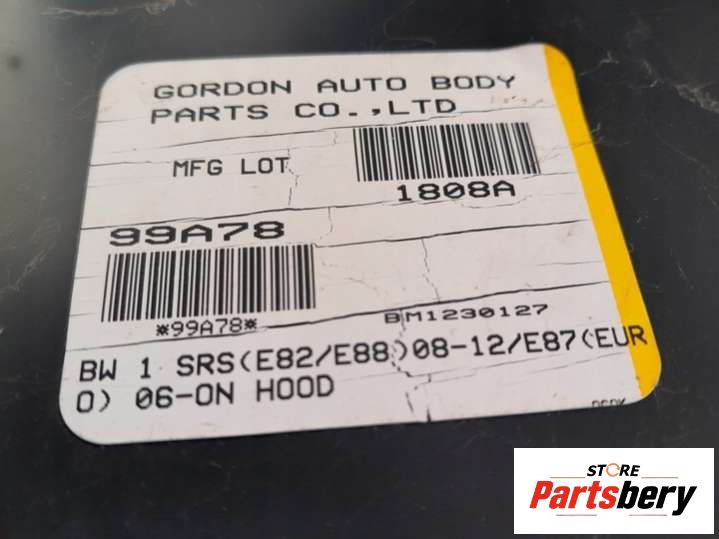 GORDON AUTO BODY
PARTS CO.,LTD
MFG LOT
1808A
99A78
*99A78*
BM1230127
BW 1 SRS(E82/E88)08-12/E87(EUR
O) 06-ON HOOD
STORE
Partsbery